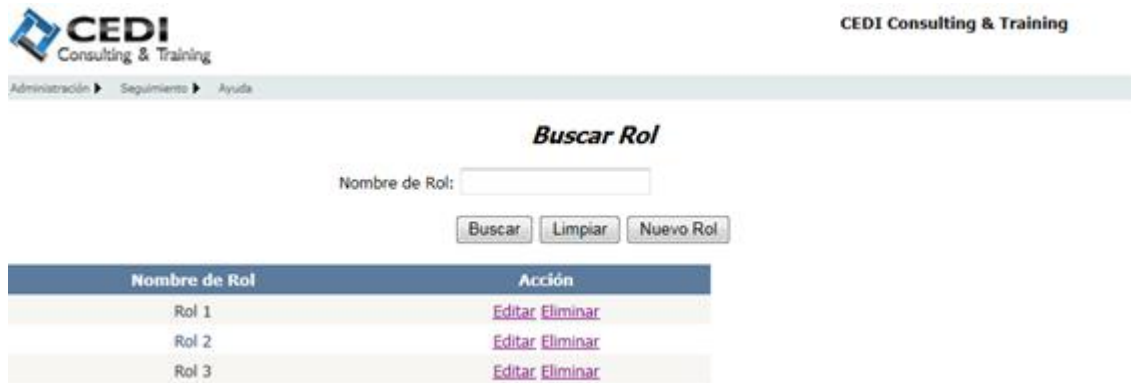 CEDI
Consulting & Training
CEDI Consulting & Training
Administración Seguimiento Ayuda
Buscar Rol
Nombre de Rol:
Buscar Limpiar Nuevo Rol
Nombre de Rol Acción
Rol 1 Editar Eliminar
Rol 2 Editar Eliminar
Rol 3 Editar Eliminar